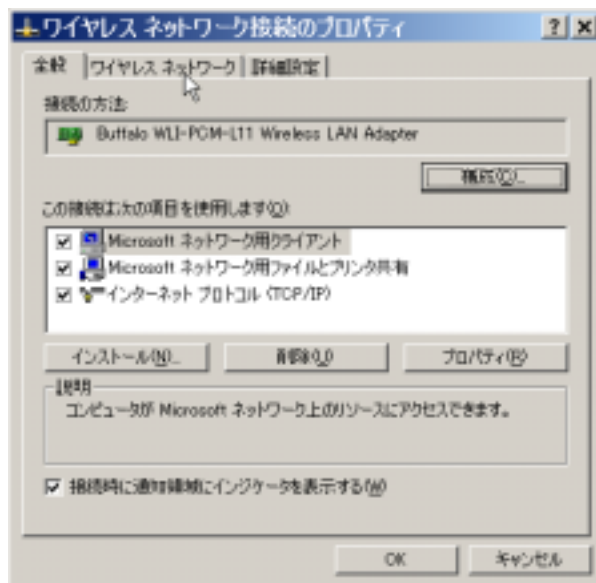 ワイヤレス ネットワーク接続のプロパティ
全般 ワイヤレス ネットワーク 詳細設定
接続の方法:
Buffalo WLI-PCM-L11 Wireless LAN Adapter
構成(C)...
この接続は次の項目を使用します(O):
Microsoft ネットワーク用クライアント
Microsoft ネットワーク用ファイルとプリンタ共有
インターネット プロトコル (TCP/IP)
インストール(N)... 削除(U) プロパティ(R)
説明
コンピュータが Microsoft ネットワーク上のリソースにアクセスできます。
接続時に通知領域にインジケータを表示する(W)
OK キャンセル